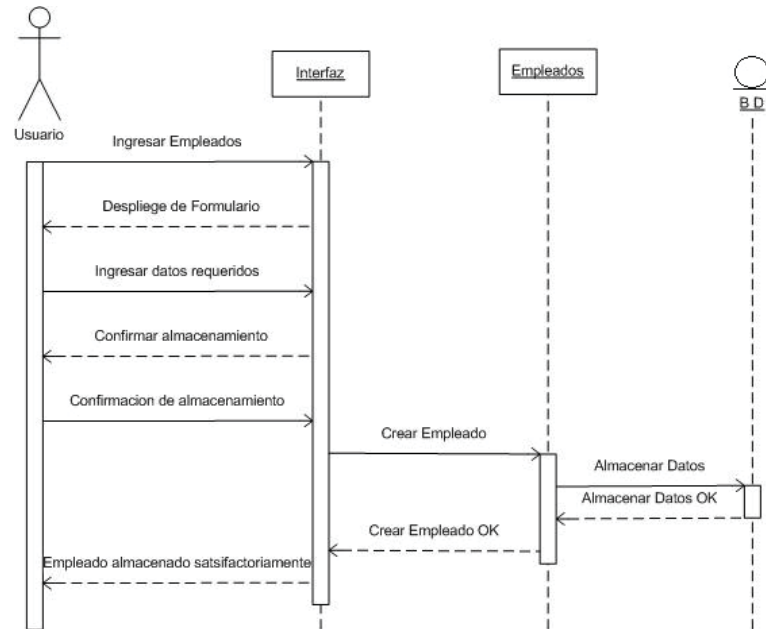 Interfaz
Empleados
B D
Usuario
Ingresar Empleados
Despliege de Formulario
Ingresar datos requeridos
Confirmar almacenamiento
Confirmacion de almacenamiento
Crear Empleado
Almacenar Datos
Almacenar Datos OK
Crear Empleado OK
Empleado almacenado satsifactoriamente